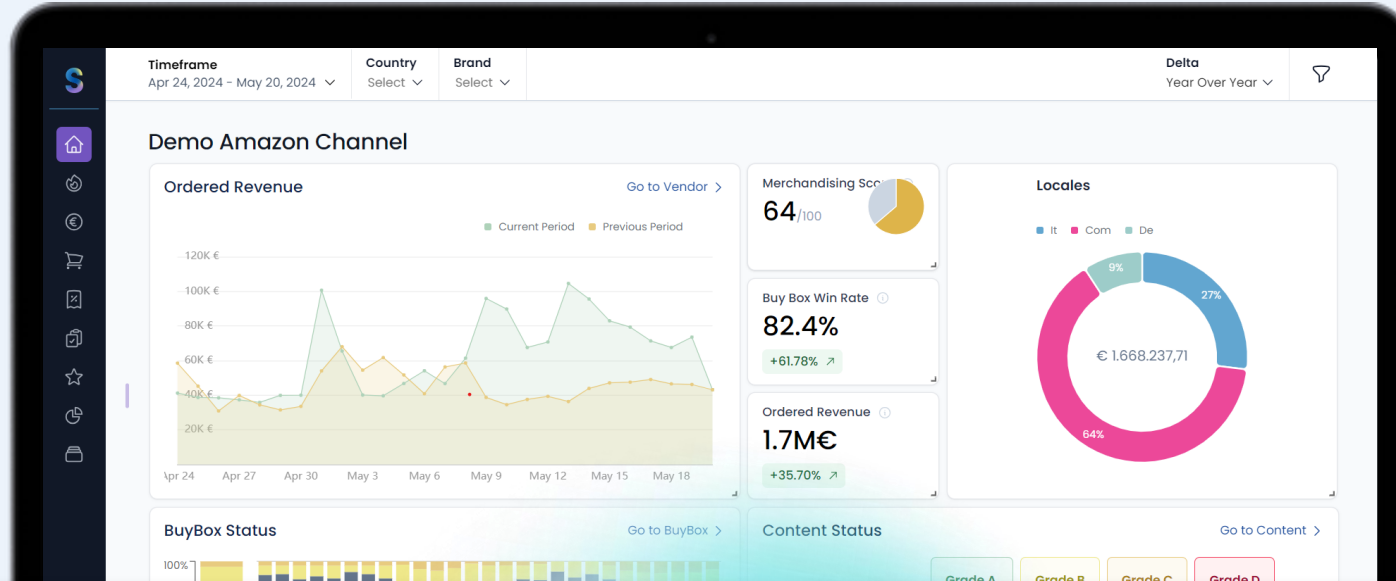 Timeframe
Apr 24, 2024 - May 20, 2024
Country
Select
Brand
Select
Delta
Year Over Year
Demo Amazon Channel
Ordered Revenue
Go to Vendor
Current Period
Previous Period
120K €
100K €
80K €
60K €
40K €
20K €
Apr 24
Apr 27
Apr 30
May 3
May 6
May 9
May 12
May 15
May 18
Merchandising
64/100
Buy Box Win Rate
82.4%
+61.78%
Ordered Revenue
1.7M€
+35.70%
Locales
It
Com
De
9%
27%
€ 1.668.237,71
64%
BuyBox Status
Go to BuyBox
100%
Content Status
Go to Content
Grade A
Grade B
Grade C
Grade D